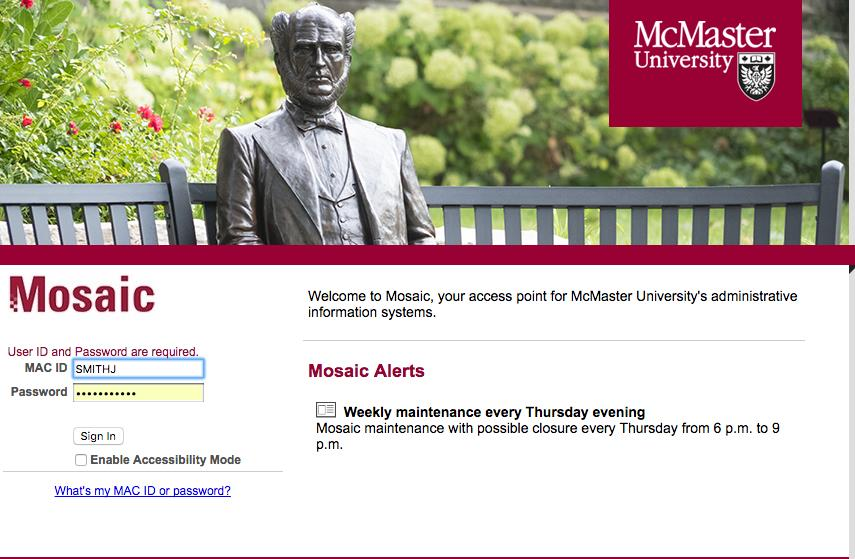 McMaster
University
Mosaic
User ID and Password are required.
MAC ID SMITHJ
Password •••••••••••
Sign In
Enable Accessibility Mode
What's my MAC ID or password?
Welcome to Mosaic, your access point for McMaster University's administrative
information systems.
Mosaic Alerts
Weekly maintenance every Thursday evening
Mosaic maintenance with possible closure every Thursday from 6 p.m. to 9
p.m.